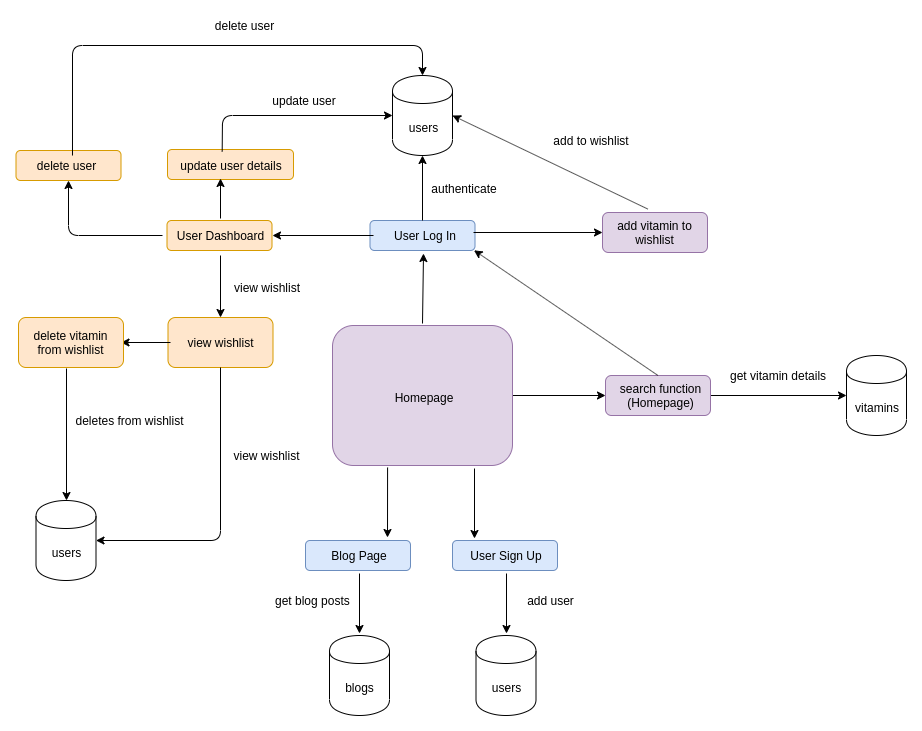 delete user
update user
users
add to wishlist
delete user
update user details
authenticate
User Dashboard
User Log In
add vitamin to
wishlist
view wishlist
delete vitamin
from wishlist
view wishlist
Homepage
search function
(Homepage)
get vitamin details
vitamins
deletes from wishlist
view wishlist
users
Blog Page
User Sign Up
get blog posts
add user
blogs
users